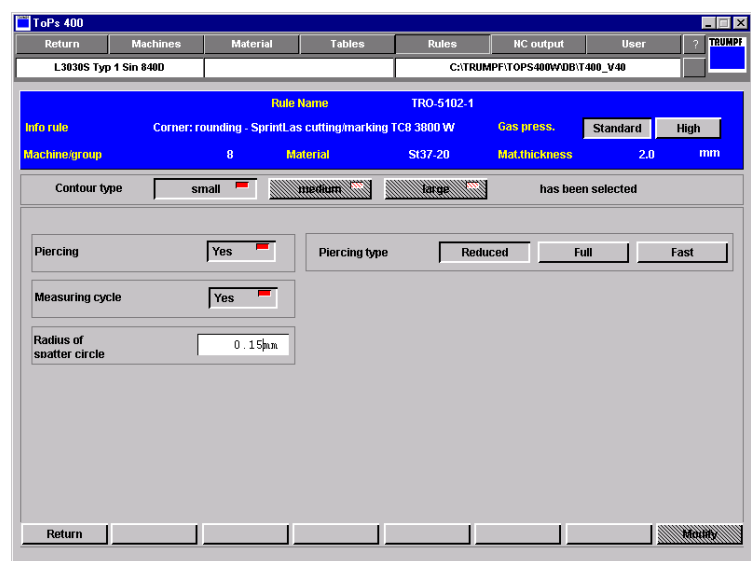 ToPs 400
Return Machines Material Tables Rules NC output User ? TRUMPF
L3030S Typ 1 Sin 840D C:\TRUMPF\TOPS400W\DB\T400_V40
Rule Name TRO-5102-1
Info rule Corner: rounding - SprintLas cutting/marking TC8 3800 W Gas press. Standard High
Machine/group 8 Material St37-20 Mat.thickness 2.0 mm
Contour type small medium large has been selected
Piercing Yes Piercing type Reduced Full Fast
Measuring cycle Yes
Radius of
spatter circle 0.15mm
Return Modify